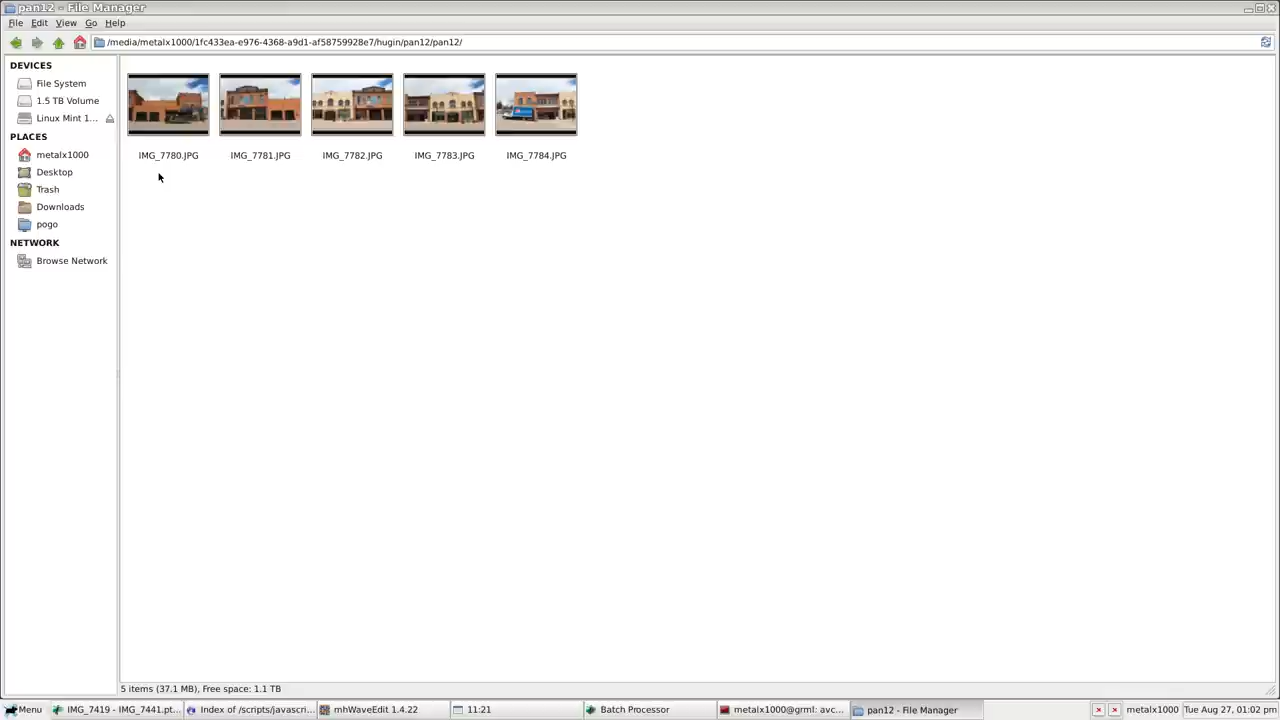 pan12 - File Manager
File Edit View Go Help
/media/metalx1000/1fc433ea-e976-4368-a9d1-af58759928e7/hugin/pan12/pan12/
DEVICES
File System
1.5 TB Volume
Linux Mint 1...
PLACES
metalx1000
Desktop
Trash
Downloads
pogo
NETWORK
Browse Network
IMG_7780.JPG IMG_7781.JPG IMG_7782.JPG IMG_7783.JPG IMG_7784.JPG
5 items (37.1 MB), Free space: 1.1 TB
Menu IMG_7419 - IMG_7441.pt... Index of /scripts/javascri... mhWaveEdit 1.4.22 11:21 Batch Processor metalx1000@grml: avc... pan12 - File Manager metalx1000 Tue Aug 27, 01:02 pm